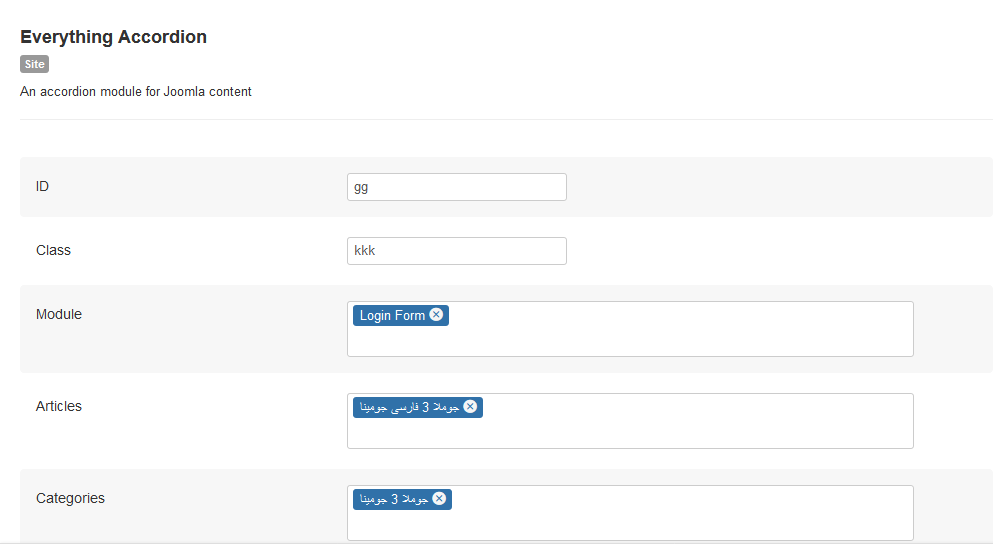 Everything Accordion
Site
An accordion module for Joomla content
ID
gg
Class
kkk
Module
Login Form
Articles
جوملا 3 فارسی جومینا
Categories
جوملا 3 جومینا